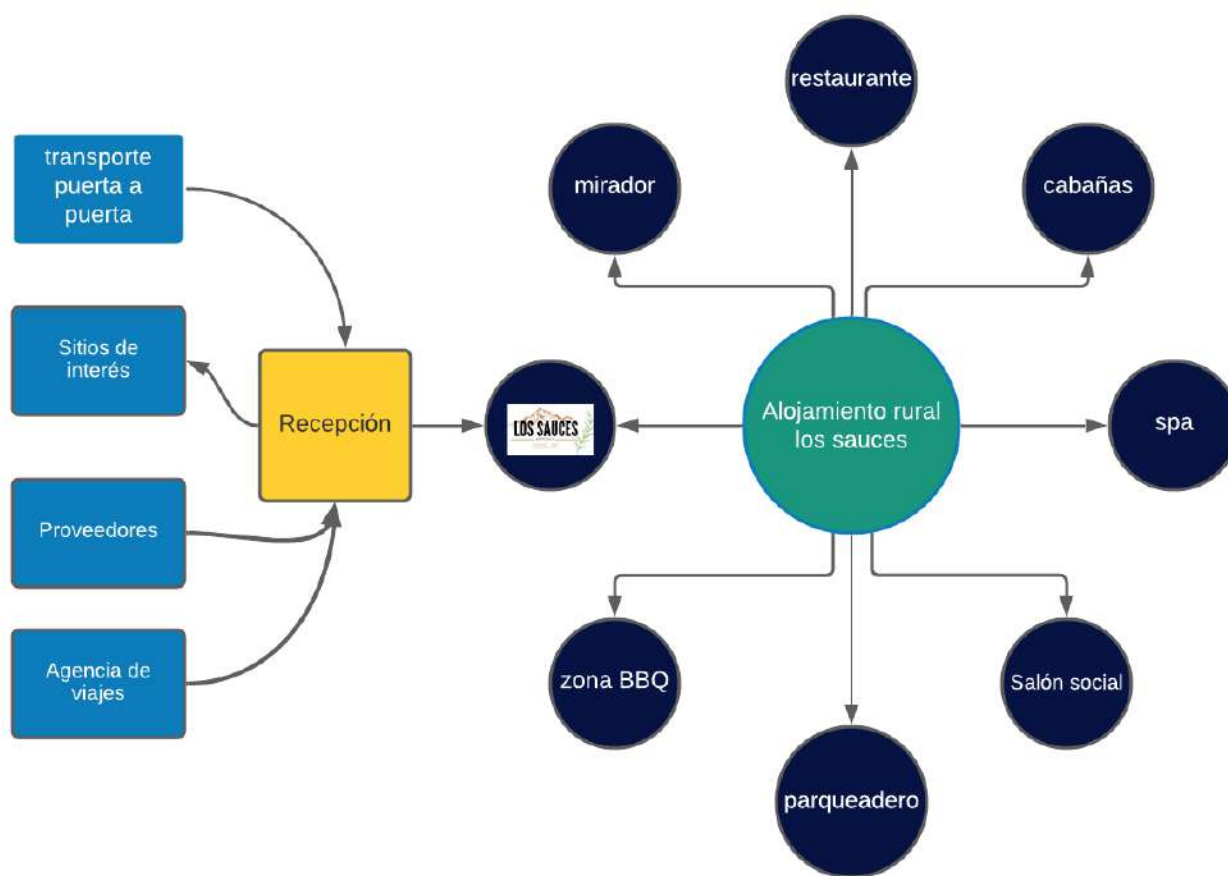 restaurante
mirador
cabañas
transporte
puerta a
puerta
Sitios de
interés
Recepción
LOS SAUCES
Alojamiento rural
los sauces
spa
Proveedores
Agencia de
viajes
zona BBQ
Salón social
parqueadero